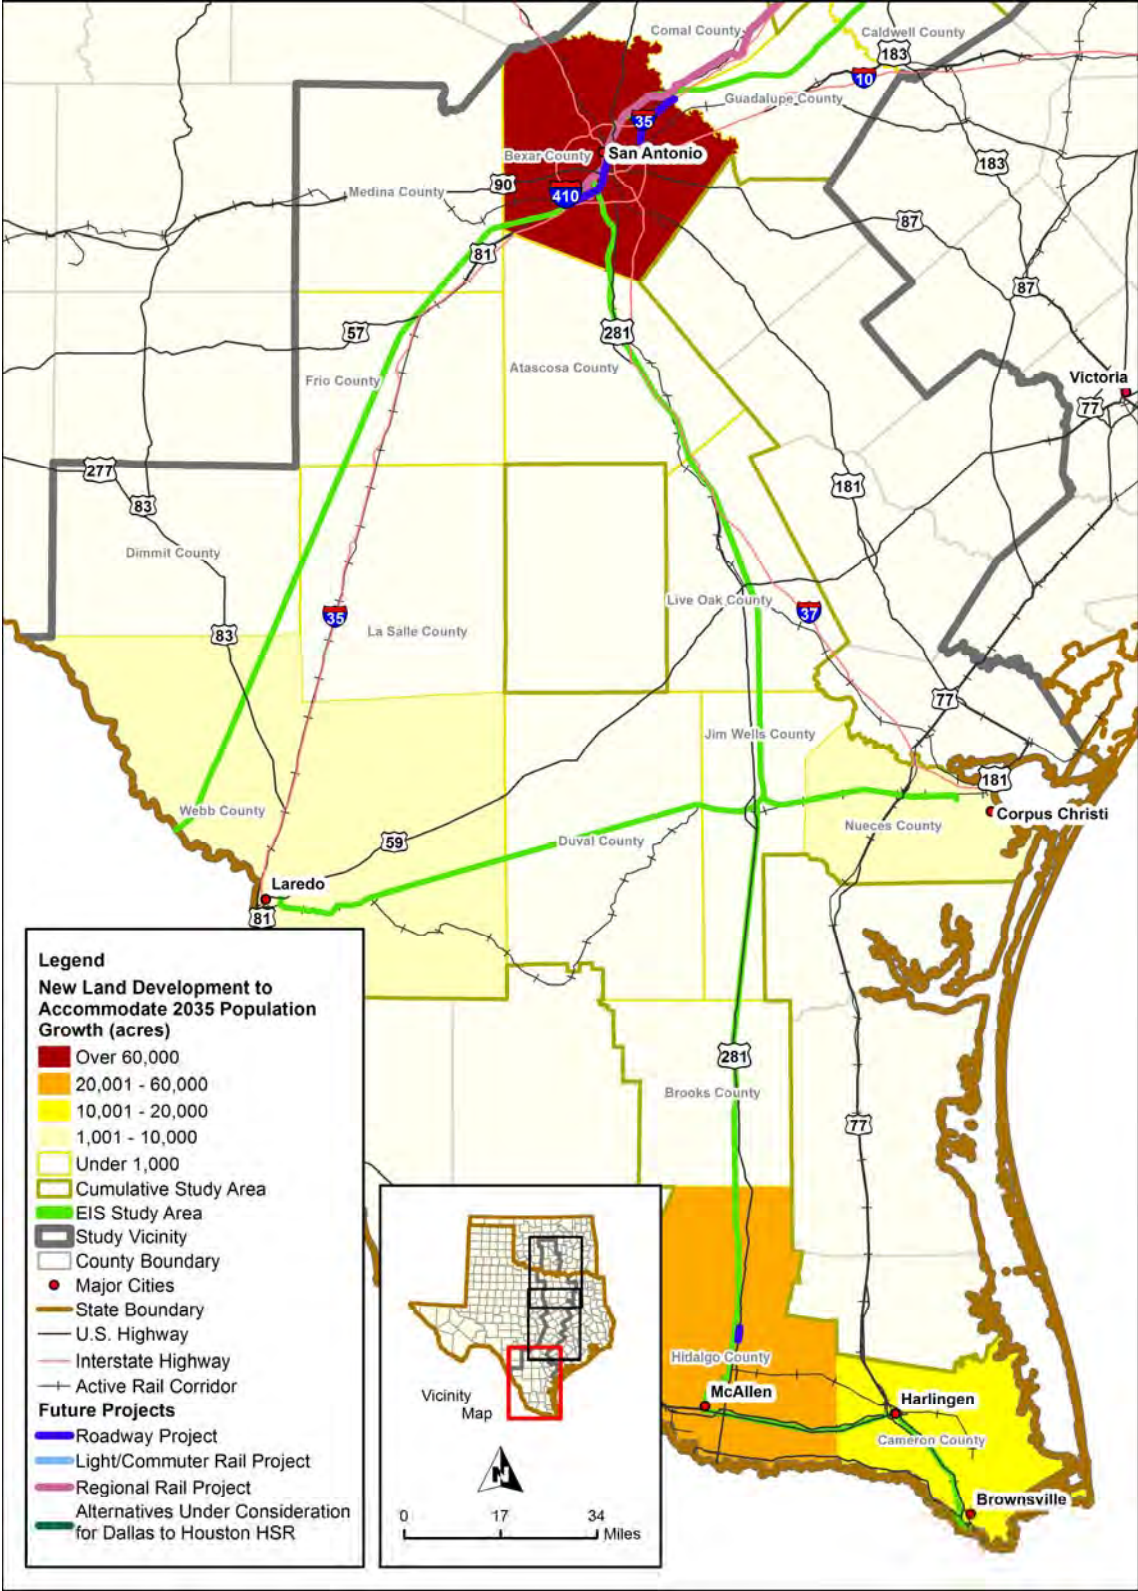 Comal County
Caldwell County
183
10
Guadalupe County
35
Bexar County
San Antonio
183
90
Medina County
410
87
81
87
57
281
Atascosa County
Frio County
Victoria
77
277
83
181
Dimmit County
Live Oak County
37
35
La Salle County
83
77
Jim Wells County
181
Webb County
Corpus Christi
Nueces County
59
Duval County
Laredo
81
281
Brooks County
77
Hidalgo County
McAllen
Harlingen
Cameron County
Brownsville
Legend
New Land Development to
Accommodate 2035 Population
Growth (acres)
Over 60,000
20,001 - 60,000
10,001 - 20,000
1,001 - 10,000
Under 1,000
Cumulative Study Area
EIS Study Area
Study Vicinity
County Boundary
Major Cities
State Boundary
U.S. Highway
Interstate Highway
Active Rail Corridor
Future Projects
Roadway Project
Light/Commuter Rail Project
Regional Rail Project
Alternatives Under Consideration
for Dallas to Houston HSR
Vicinity
Map
N
0 17 34
Miles